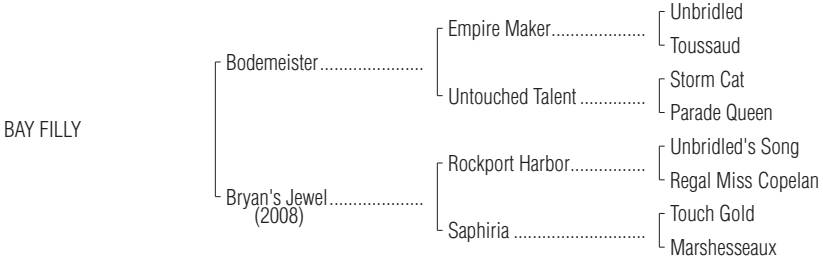 Unbridled
Empire Maker....................
Toussaud
Bodemeister......................
Storm Cat
Untouched Talent ..............
Parade Queen
BAY FILLY
Unbridled's Song
Rockport Harbor................
Regal Miss Copelan
Bryan's Jewel....................
(2008)
Touch Gold
Saphiria ............................
Marshesseaux